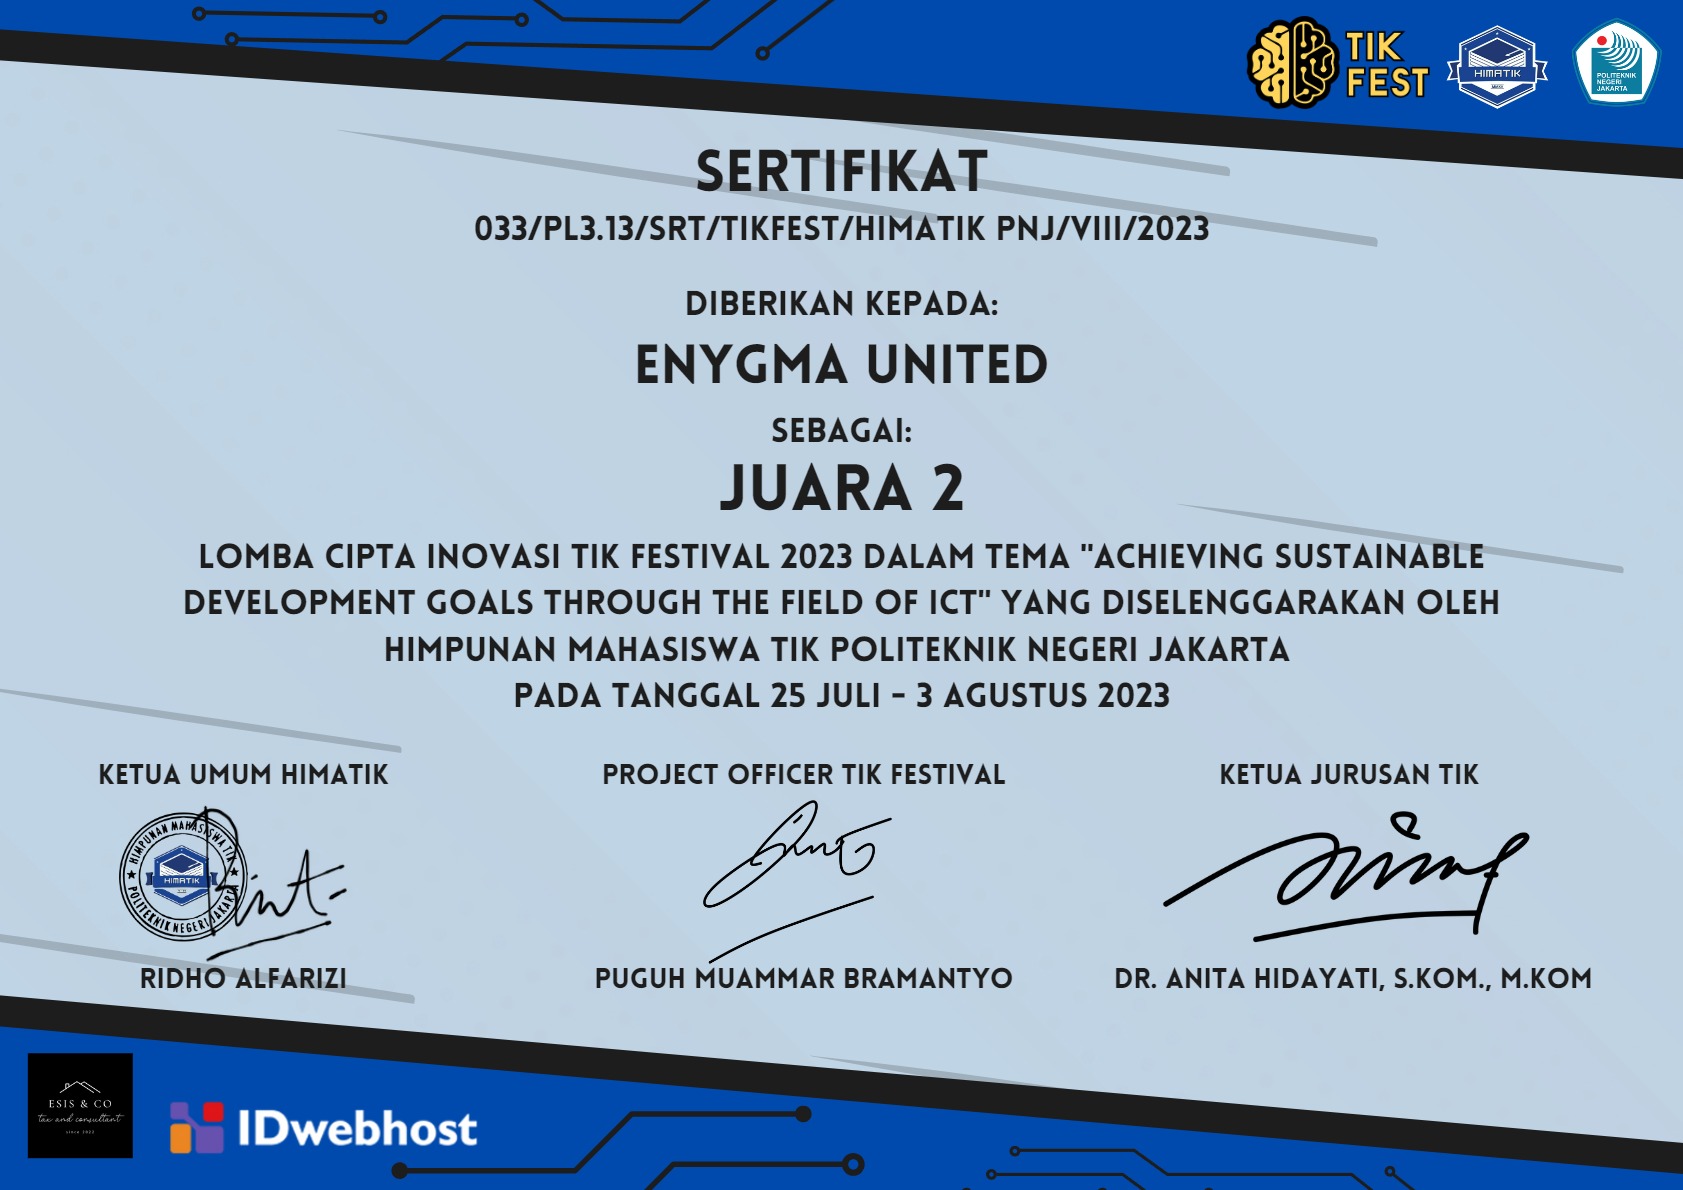 TIK
FEST
HIMATIK
POLITEKNIK
NEGERI
JAKARTA
SERTIFIKAT
033/PL3.13/SRT/TIKFEST/HIMATIK PNJ/VIII/2023
DIBERIKAN KEPADA:
ENYGMA UNITED
SEBAGAI:
JUARA 2
LOMBA CIPTA INOVASI TIK FESTIVAL 2023 DALAM TEMA "ACHIEVING SUSTAINABLE
DEVELOPMENT GOALS THROUGH THE FIELD OF ICT" YANG DISELENGGARAKAN OLEH
HIMPUNAN MAHASISWA TIK POLITEKNIK NEGERI JAKARTA
PADA TANGGAL 25 JULI - 3 AGUSTUS 2023
KETUA UMUM HIMATIK
PROJECT OFFICER TIK FESTIVAL
KETUA JURUSAN TIK
HIMPUNAN MAHASISWA TIK
HIMATIK
POLITEKNIK NEGERI JAKARTA
RIDHO ALFARIZI
PUGUH MUAMMAR BRAMANTYO
DR. ANITA HIDAYATI, S.KOM., M.KOM
ESIS & CO
tax and consultant
since 2022
IDwebhost